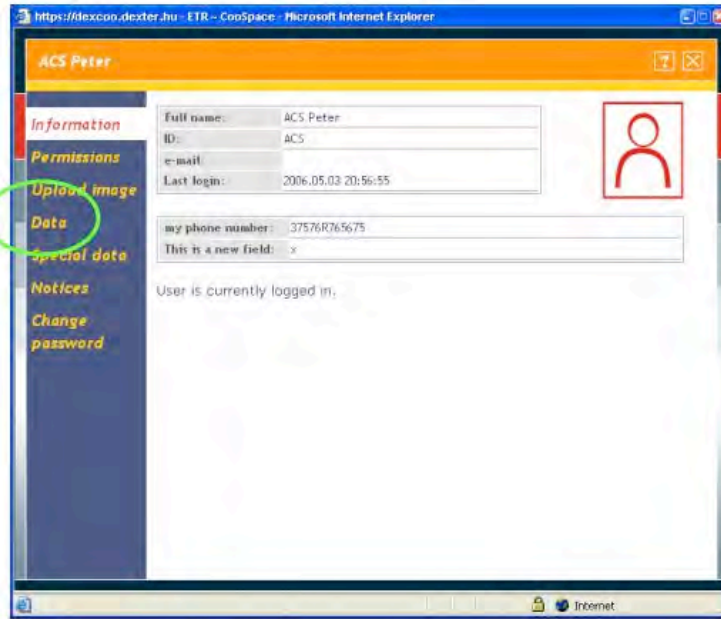 https://dexcoo.dexter.hu - ETR - CooSpace - Microsoft Internet Explorer
ACS Peter
?
Information
Permissions
Upload image
Data
Special data
Notices
Change
password
Full name: ACS Peter
ID: ACS
e-mail
Last login: 2006.05.03 20:56:55
my phone number: 37576R765675
This is a new field: x
User is currently logged in.
Internet